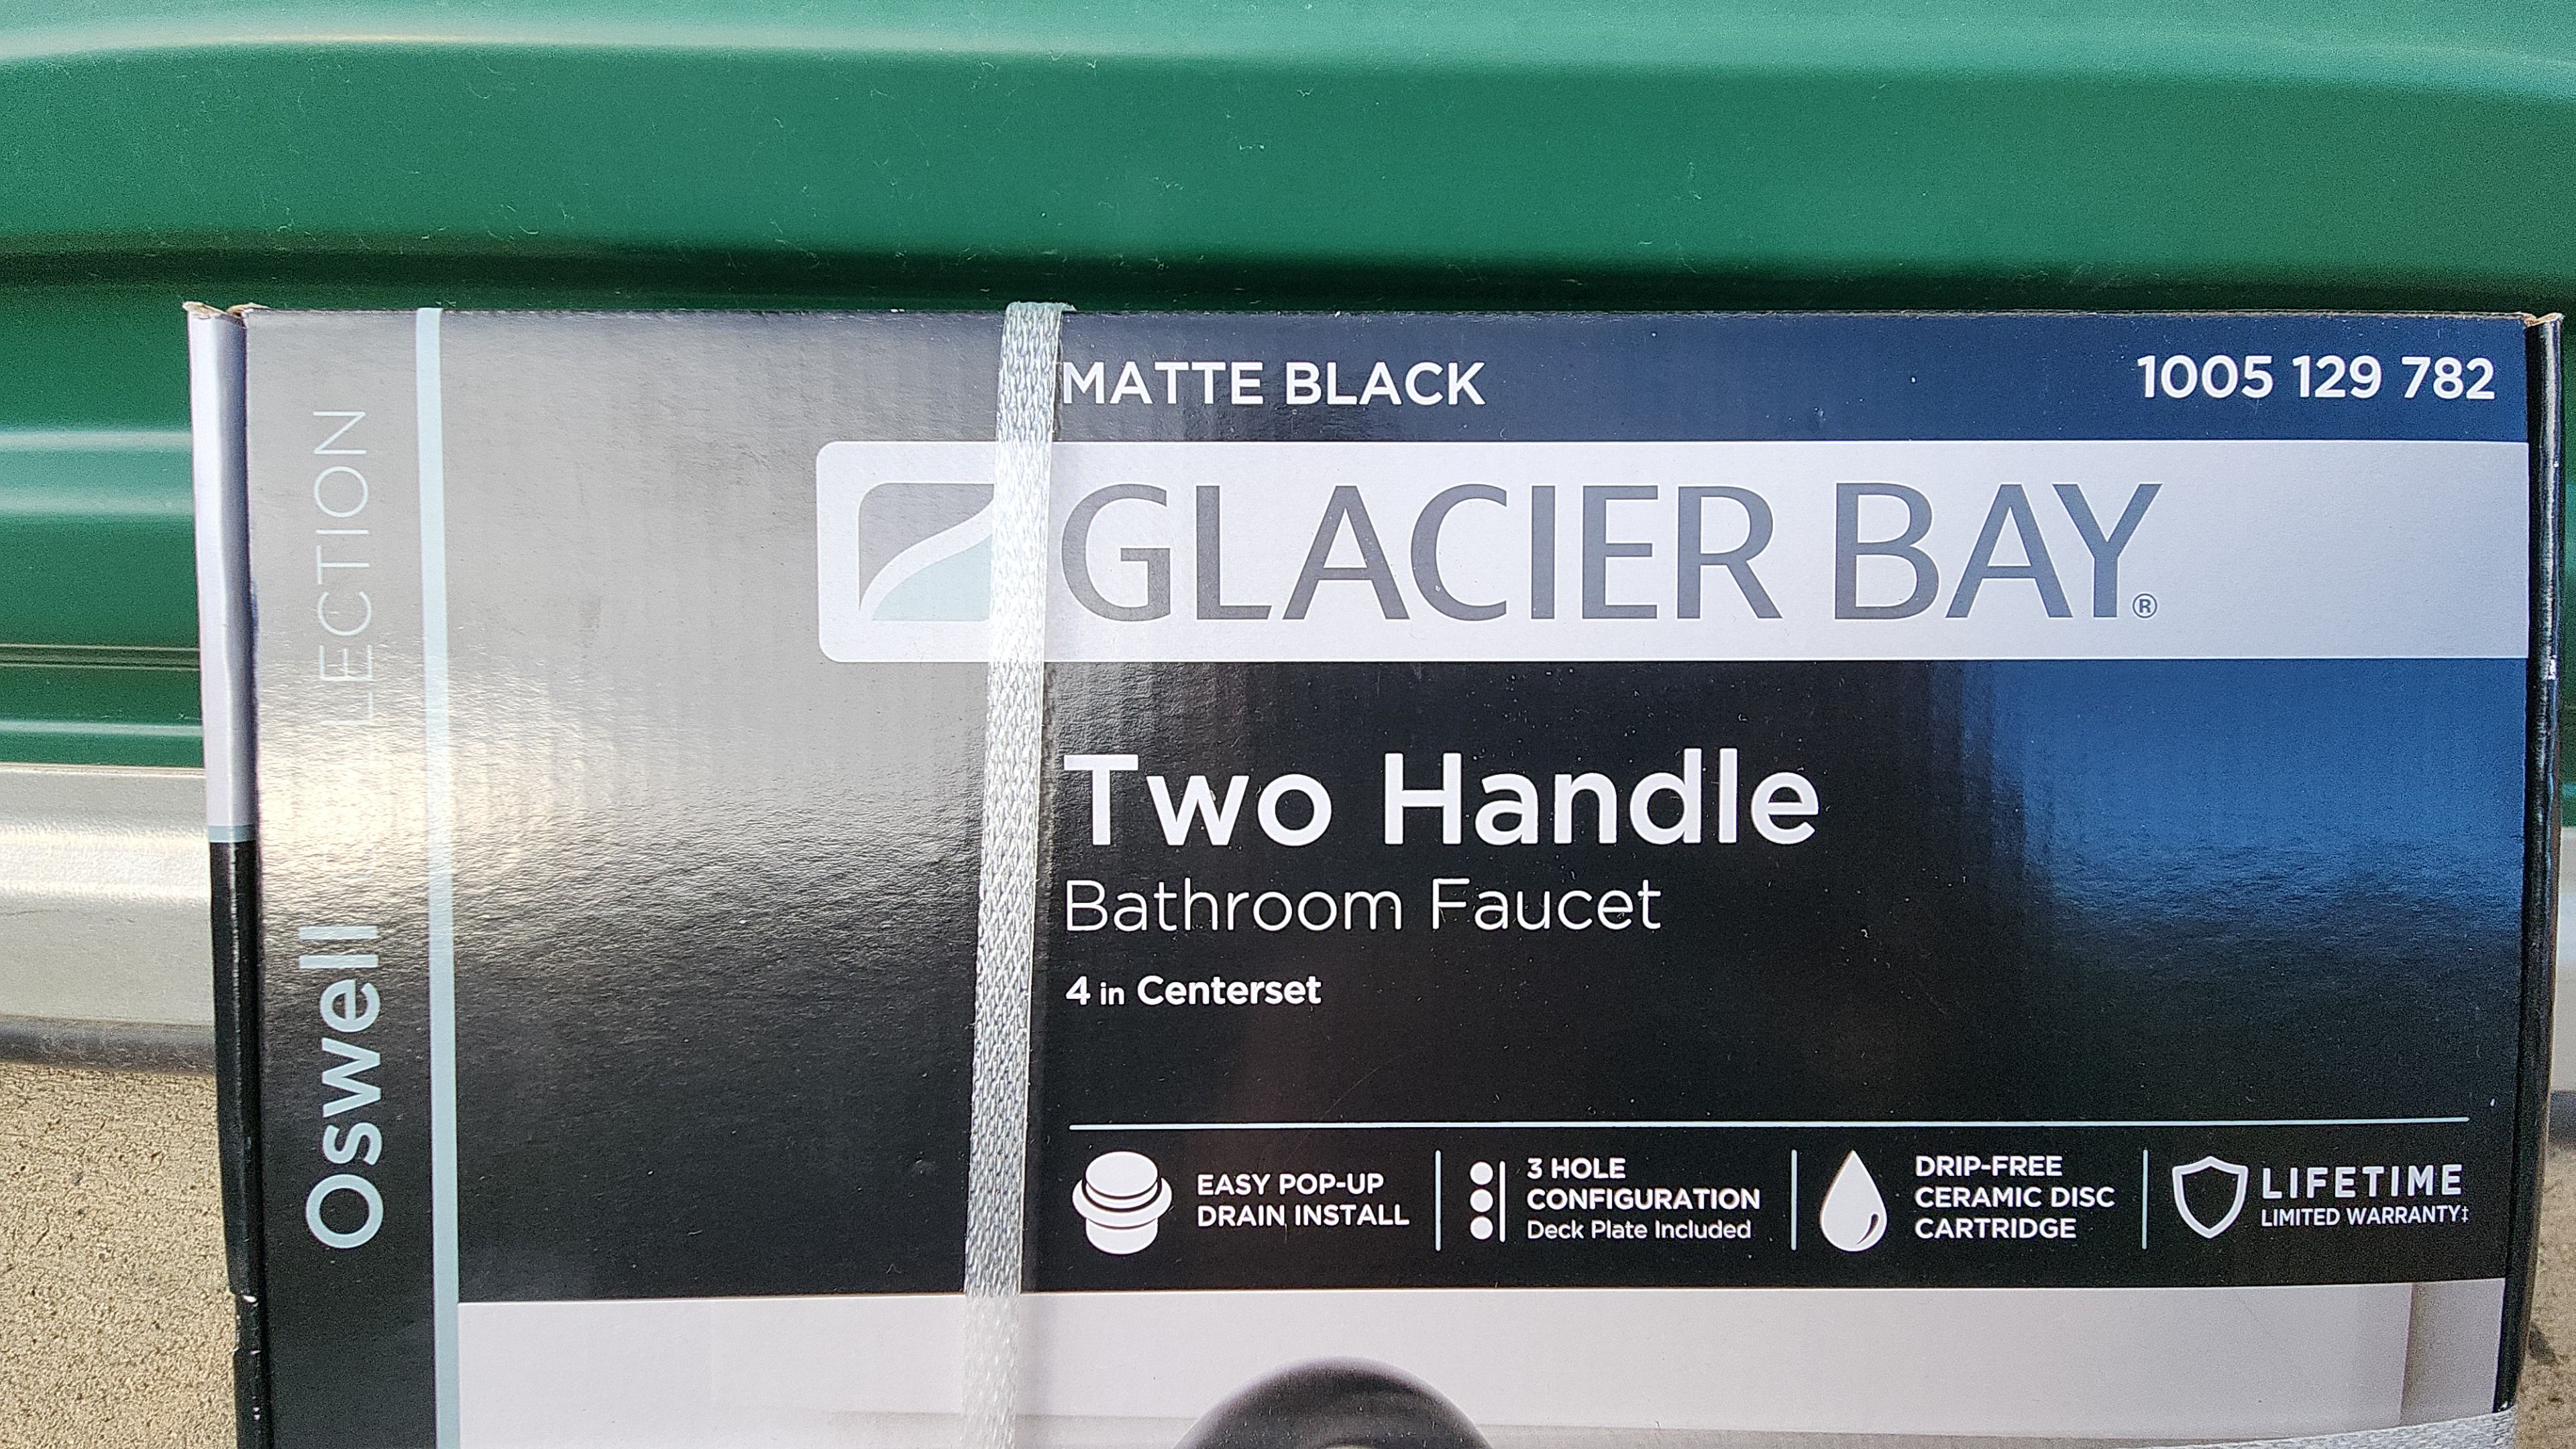 MATTE BLACK
1005 129 782
GLACIER BAY®
Two Handle
Bathroom Faucet
4 in Centerset
EASY POP-UP
DRAIN INSTALL
3 HOLE
CONFIGURATION
Deck Plate Included
DRIP-FREE
CERAMIC DISC
CARTRIDGE
LIFETIME
LIMITED WARRANTY‡
Oswell